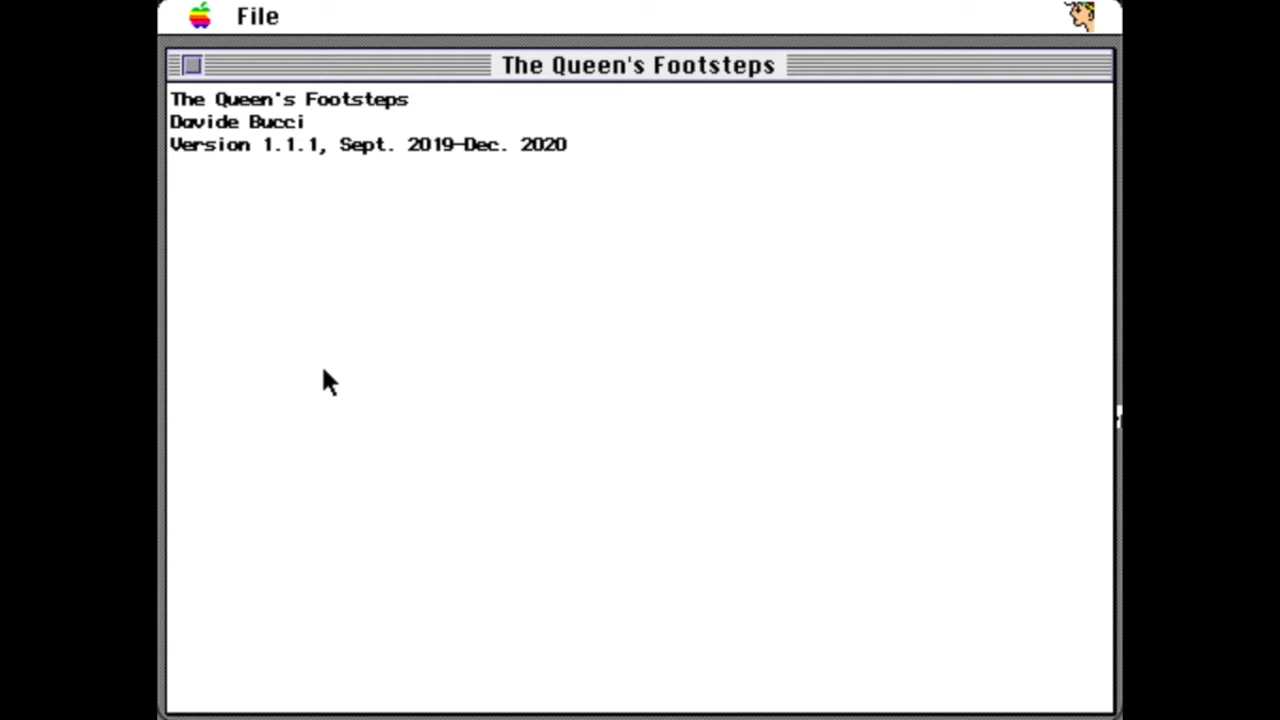 File
The Queen's Footsteps
The Queen's Footsteps
Davide Bucci
Version 1.1.1, Sept. 2019-Dec. 2020